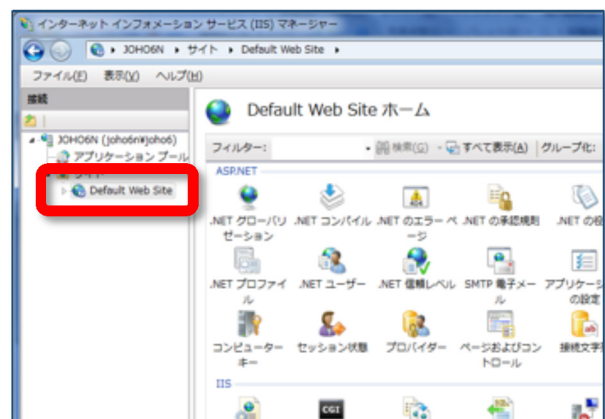 インターネット インフォメーション サービス (IIS) マネージャー
JOHO6N ▸ サイト ▸ Default Web Site ▸
ファイル(F) 表示(V) ヘルプ(H)
接続
Default Web Site ホーム
JOHO6N (joho6n¥joho6)
アプリケーション プール
サイト
Default Web Site
フィルター: 検索(G) すべて表示(A) グループ化:
ASP.NET
.NET グローバリゼーション
.NET コンパイル
.NET のエラー ページ
.NET の承認規則
.NET の役
.NET プロファイル
.NET ユーザー
.NET 信頼レベル
SMTP 電子メール
アプリケーシ
の設定
コンピューター キー
セッション状態
プロバイダー
ページおよびコントロール
接続文字
IIS
CGI